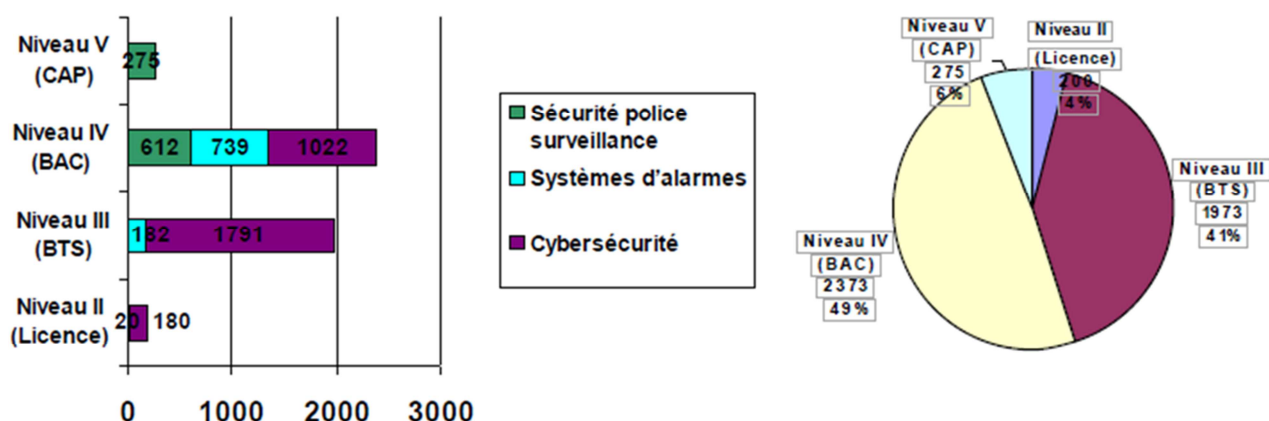 Niveau V
(CAP)
275
Niveau IV
(BAC)
612 739 1022
Niveau III
(BTS)
182 1791
Niveau II
(Licence)
20 180
0 1000 2000 3000
Sécurité police
surveillance
Systèmes d'alarmes
Cybersécurité
Niveau V
(CAP)
275
6%
Niveau II
(Licence)
200
4%
Niveau III
(BTS)
1973
41%
Niveau IV
(BAC)
2373
49%